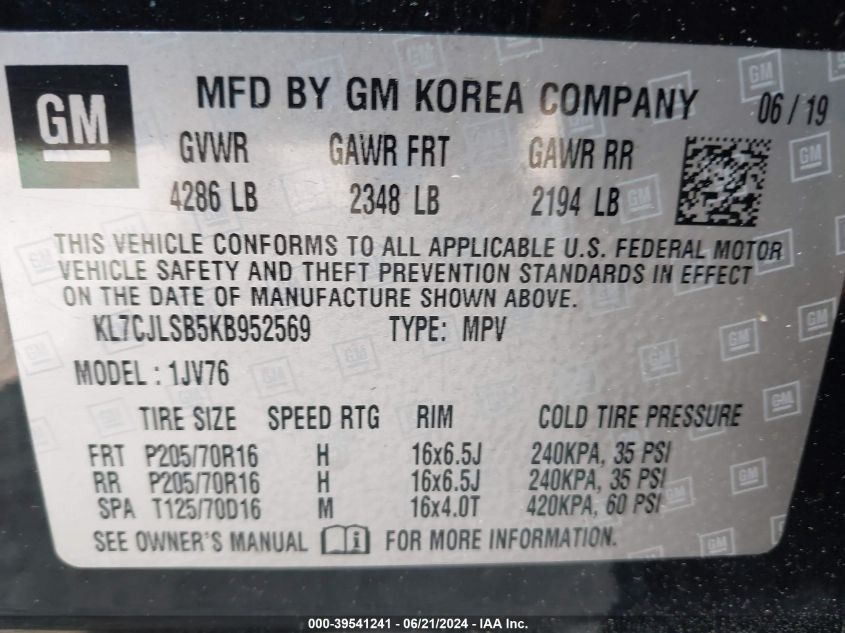 GM
MFD BY GM KOREA COMPANY 06 / 19
GVWR GAWR FRT GAWR RR
4286 LB 2348 LB 2194 LB
THIS VEHICLE CONFORMS TO ALL APPLICABLE U.S. FEDERAL MOTOR
VEHICLE SAFETY AND THEFT PREVENTION STANDARDS IN EFFECT
ON THE DATE OF MANUFACTURE SHOWN ABOVE.
KL7CJLSB5KB952569 TYPE: MPV
MODEL : 1JV76
TIRE SIZE SPEED RTG RIM COLD TIRE PRESSURE
FRT P205/70R16 H 16x6.5J 240KPA, 35 PSI
RR P205/70R16 H 16x6.5J 240KPA, 35 PSI
SPA T125/70D16 M 16x4.0T 420KPA, 60 PSI
SEE OWNER'S MANUAL i FOR MORE INFORMATION.
000-39541241 - 06/21/2024 - IAA Inc.